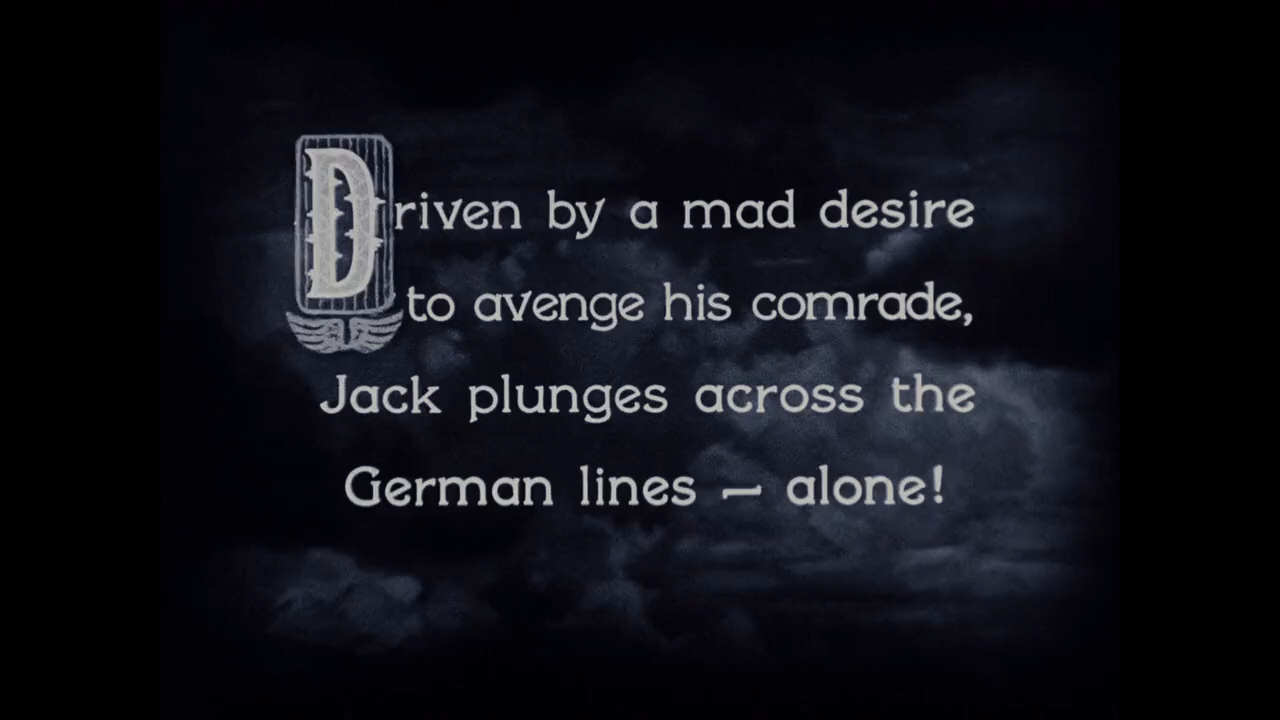 Driven by a mad desire
to avenge his comrade,
Jack plunges across the
German lines — alone!